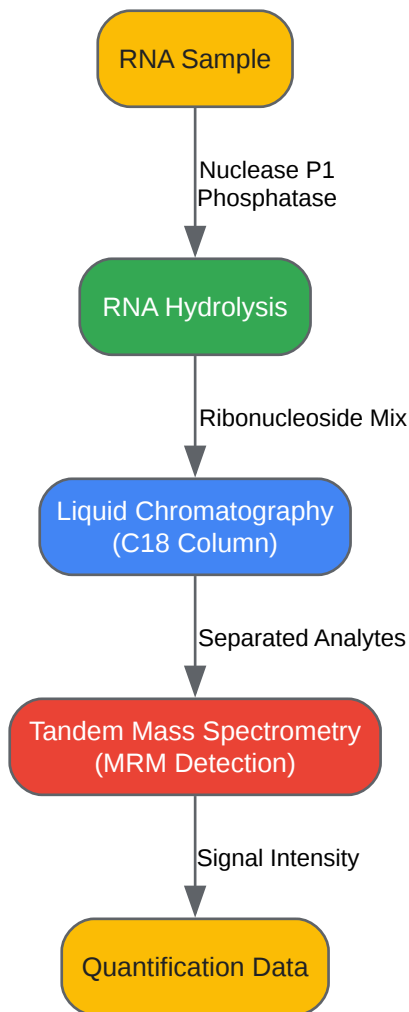 RNA Sample
Nuclease P1
Phosphatase
RNA Hydrolysis
Ribonucleoside Mix
Liquid Chromatography
(C18 Column)
Separated Analytes
Tandem Mass Spectrometry
(MRM Detection)
Signal Intensity
Quantification Data